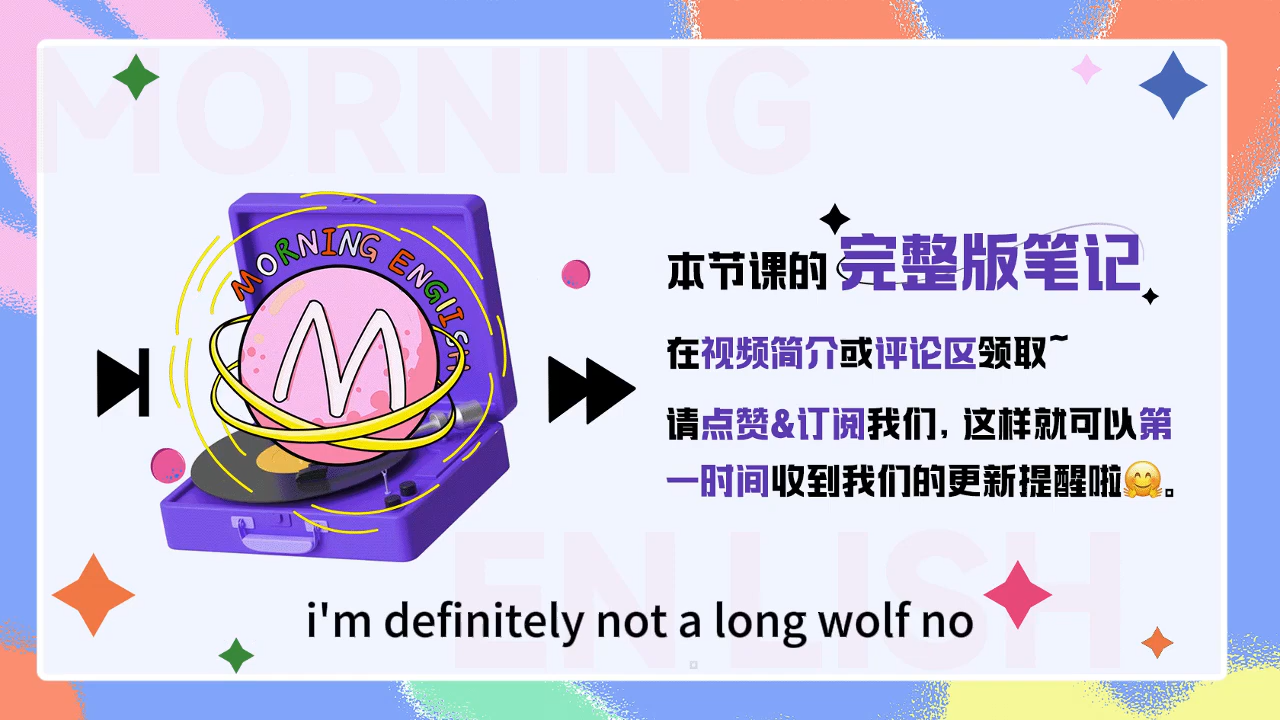 MORNING
MORNING ENGlISH
M
本节课的 完整版笔记
在视频简介或评论区领取~
请点赞&订阅我们, 这样就可以第
一时间收到我们的更新提醒啦🤗。
EN LISH
i'm definitely not a long wolf no